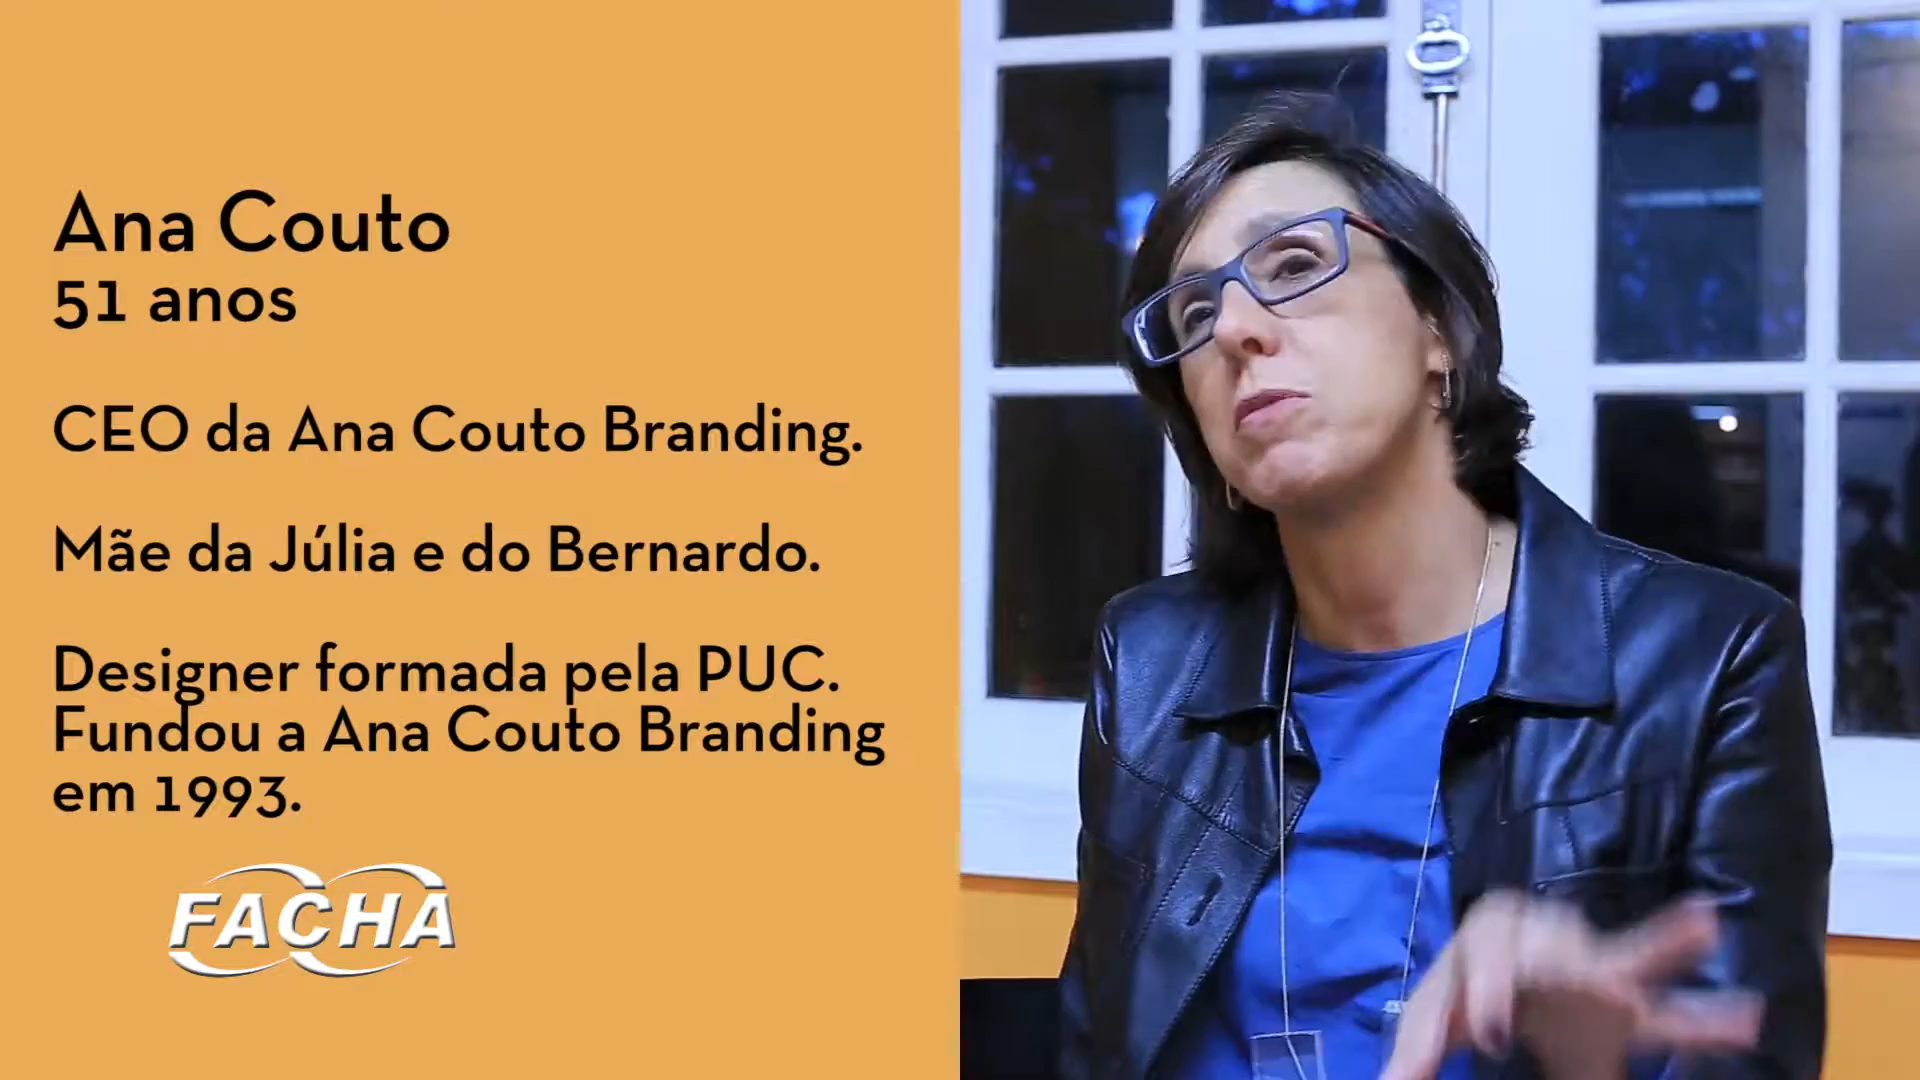 Ana Couto
51 anos
CEO da Ana Couto Branding.
Mãe da Júlia e do Bernardo.
Designer formada pela PUC.
Fundou a Ana Couto Branding
em 1993.
FACHA